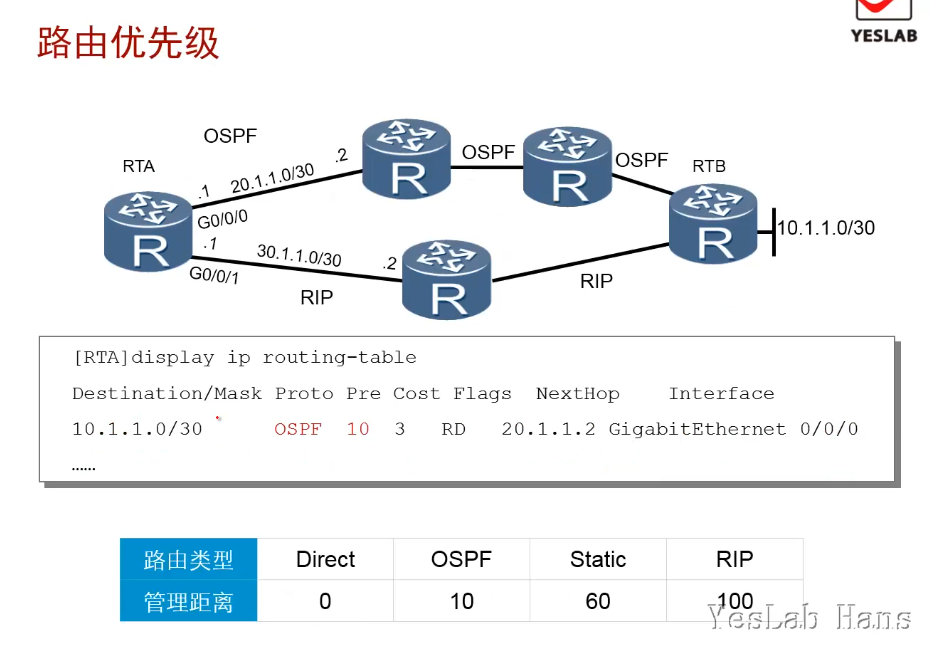 路由优先级
YESLAB
OSPF
RTA
.1 20.1.1.0/30 .2
OSPF
OSPF
RTB
R
R
R
R
R
G0/0/0
.1 30.1.1.0/30 .2
G0/0/1
RIP
RIP
10.1.1.0/30
[RTA]display ip routing-table
Destination/Mask Proto Pre Cost Flags NextHop Interface
10.1.1.0/30 OSPF 10 3 RD 20.1.1.2 GigabitEthernet 0/0/0
……
路由类型 Direct OSPF Static RIP
管理距离 0 10 60 100
YesLab Hans